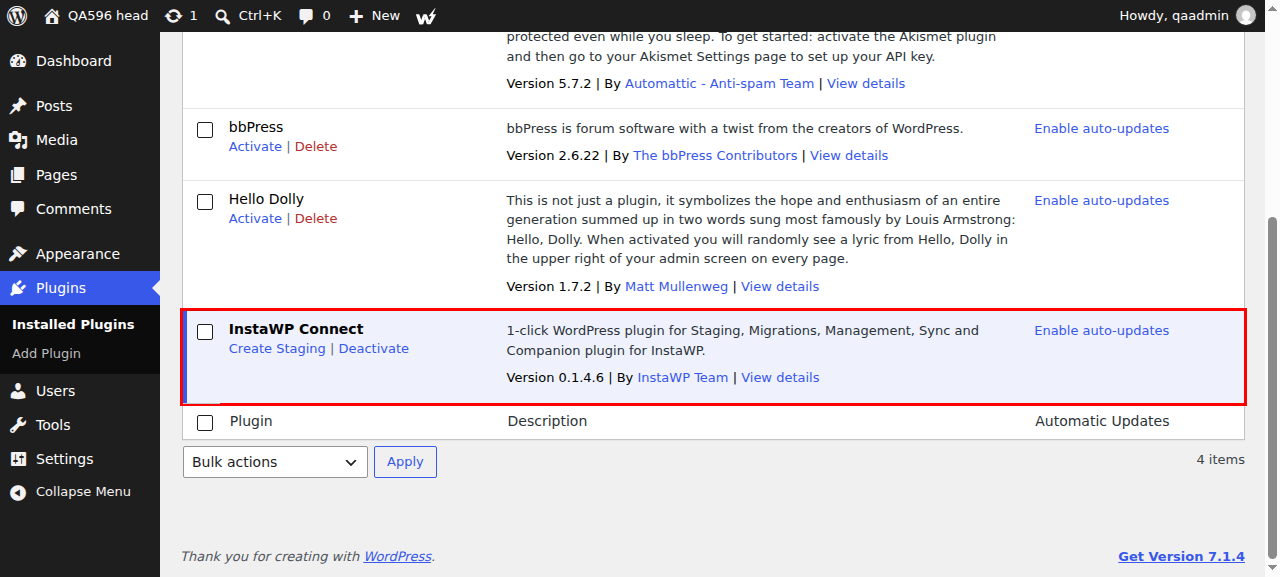 QA596 head 1 Ctrl+K 0 New Howdy, qaadmin
Dashboard
Posts
Media
Pages
Comments
Appearance
Plugins
Installed Plugins
Add Plugin
Users
Tools
Settings
Collapse Menu
protected even while you sleep. To get started: activate the Akismet plugin
and then go to your Akismet Settings page to set up your API key.
Version 5.7.2 | By Automattic - Anti-spam Team | View details
bbPress
Activate | Delete
bbPress is forum software with a twist from the creators of WordPress.
Version 2.6.22 | By The bbPress Contributors | View details
Enable auto-updates
Hello Dolly
Activate | Delete
This is not just a plugin, it symbolizes the hope and enthusiasm of an entire
generation summed up in two words sung most famously by Louis Armstrong:
Hello, Dolly. When activated you will randomly see a lyric from Hello, Dolly in
the upper right of your admin screen on every page.
Version 1.7.2 | By Matt Mullenweg | View details
Enable auto-updates
InstaWP Connect
Create Staging | Deactivate
1-click WordPress plugin for Staging, Migrations, Management, Sync and
Companion plugin for InstaWP.
Version 0.1.4.6 | By InstaWP Team | View details
Enable auto-updates
Plugin Description Automatic Updates
Bulk actions Apply 4 items
Thank you for creating with WordPress. Get Version 7.1.4